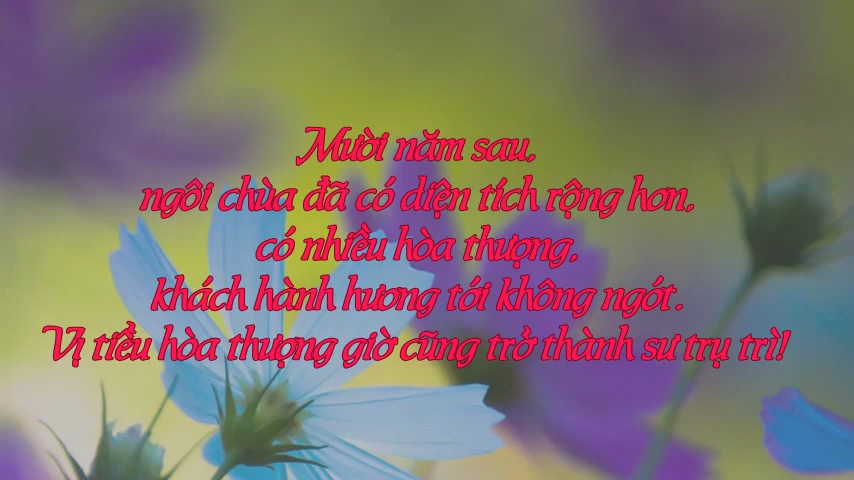 Mười năm sau,
ngôi chùa đã có diện tích rộng hơn,
có nhiều hòa thượng,
khách hành hương tới không ngớt.
Vị tiểu hòa thượng giờ cũng trở thành sư trụ trì!